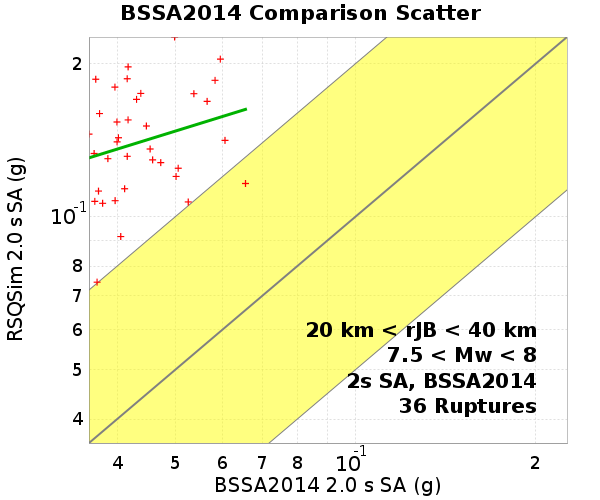 BSSA2014 Comparison Scatter
2
10-1
8
7
6
5
4
RSQSim 2.0 s SA (g)
20 km < rJB < 40 km
7.5 < Mw < 8
2s SA, BSSA2014
36 Ruptures
4 5 6 7 8 10-1 2
BSSA2014 2.0 s SA (g)